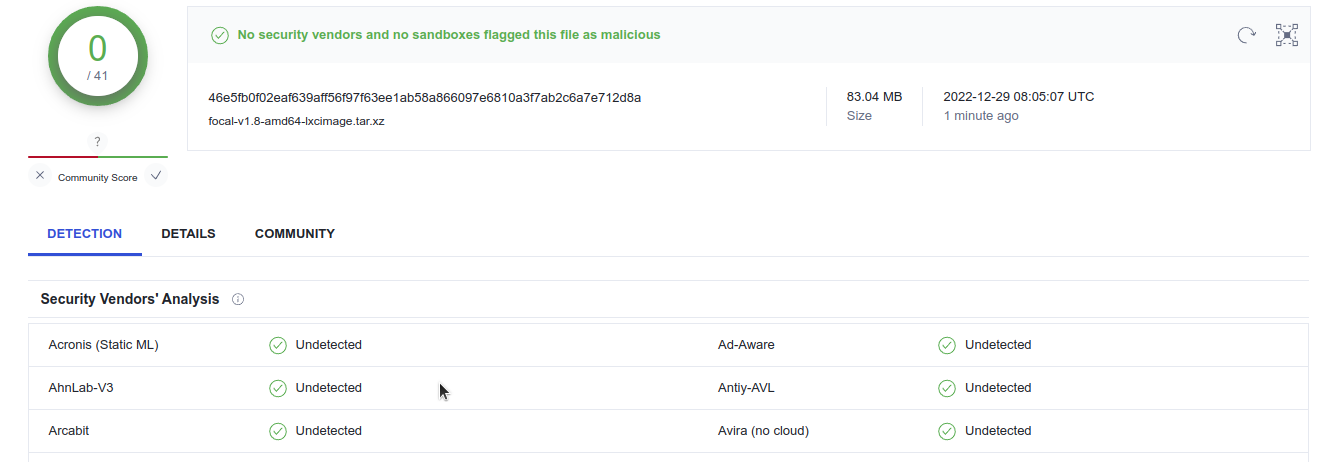 0
/ 41
?
Community Score
No security vendors and no sandboxes flagged this file as malicious
46e5fb0f02eaf639aff56f97f63ee1ab58a866097e6810a3f7ab2c6a7e712d8a
focal-v1.8-amd64-lxcimage.tar.xz
83.04 MB
Size
2022-12-29 08:05:07 UTC
1 minute ago
DETECTION DETAILS COMMUNITY
Security Vendors' Analysis
Acronis (Static ML) Undetected Ad-Aware Undetected
AhnLab-V3 Undetected Antiy-AVL Undetected
Arcabit Undetected Avira (no cloud) Undetected